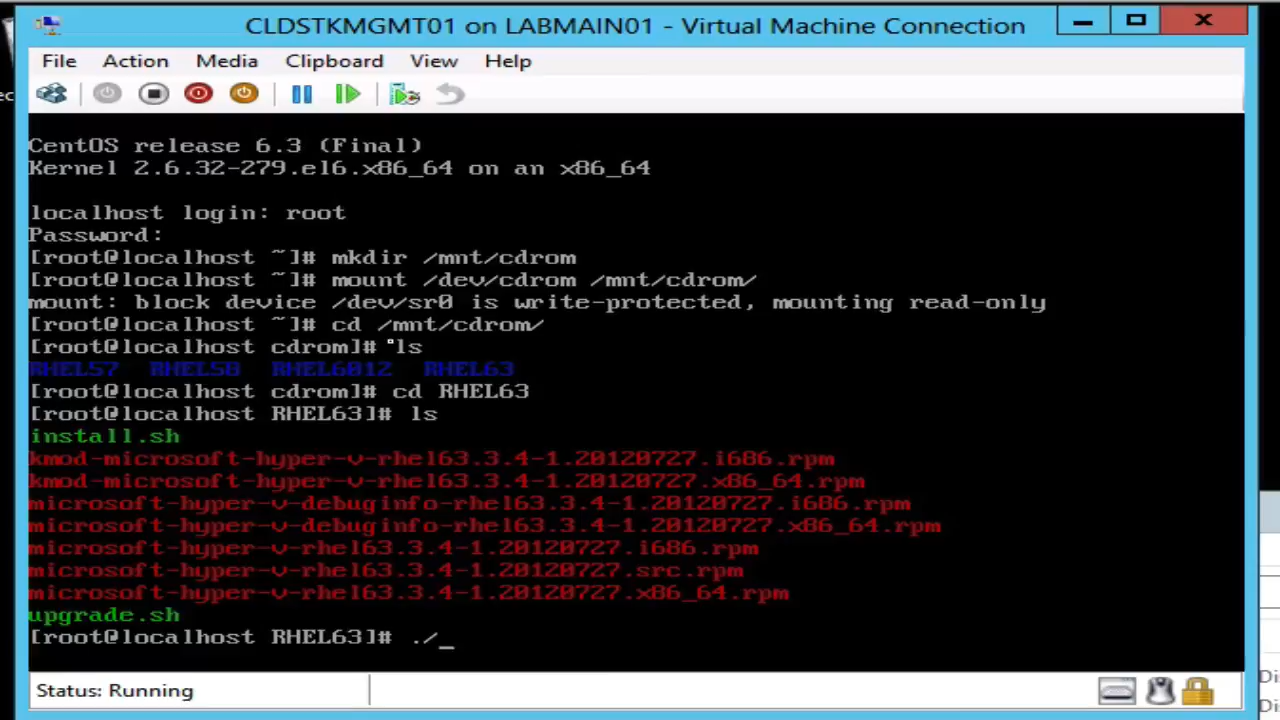 CLDSTKMGMT01 on LABMAIN01 - Virtual Machine Connection
File Action Media Clipboard View Help
CentOS release 6.3 (Final)
Kernel 2.6.32-279.el6.x86_64 on an x86_64
localhost login: root
Password:
[root@localhost ~]# mkdir /mnt/cdrom
[root@localhost ~]# mount /dev/cdrom /mnt/cdrom/
mount: block device /dev/sr0 is write-protected, mounting read-only
[root@localhost ~]# cd /mnt/cdrom/
[root@localhost cdrom]# ls
RHEL57 RHEL58 RHEL6012 RHEL63
[root@localhost cdrom]# cd RHEL63
[root@localhost RHEL63]# ls
install.sh
kmod-microsoft-hyper-v-rhel63.3.4-1.20120727.i686.rpm
kmod-microsoft-hyper-v-rhel63.3.4-1.20120727.x86_64.rpm
microsoft-hyper-v-debuginfo-rhel63.3.4-1.20120727.i686.rpm
microsoft-hyper-v-debuginfo-rhel63.3.4-1.20120727.x86_64.rpm
microsoft-hyper-v-rhel63.3.4-1.20120727.i686.rpm
microsoft-hyper-v-rhel63.3.4-1.20120727.src.rpm
microsoft-hyper-v-rhel63.3.4-1.20120727.x86_64.rpm
upgrade.sh
[root@localhost RHEL63]# ./_
Status: Running